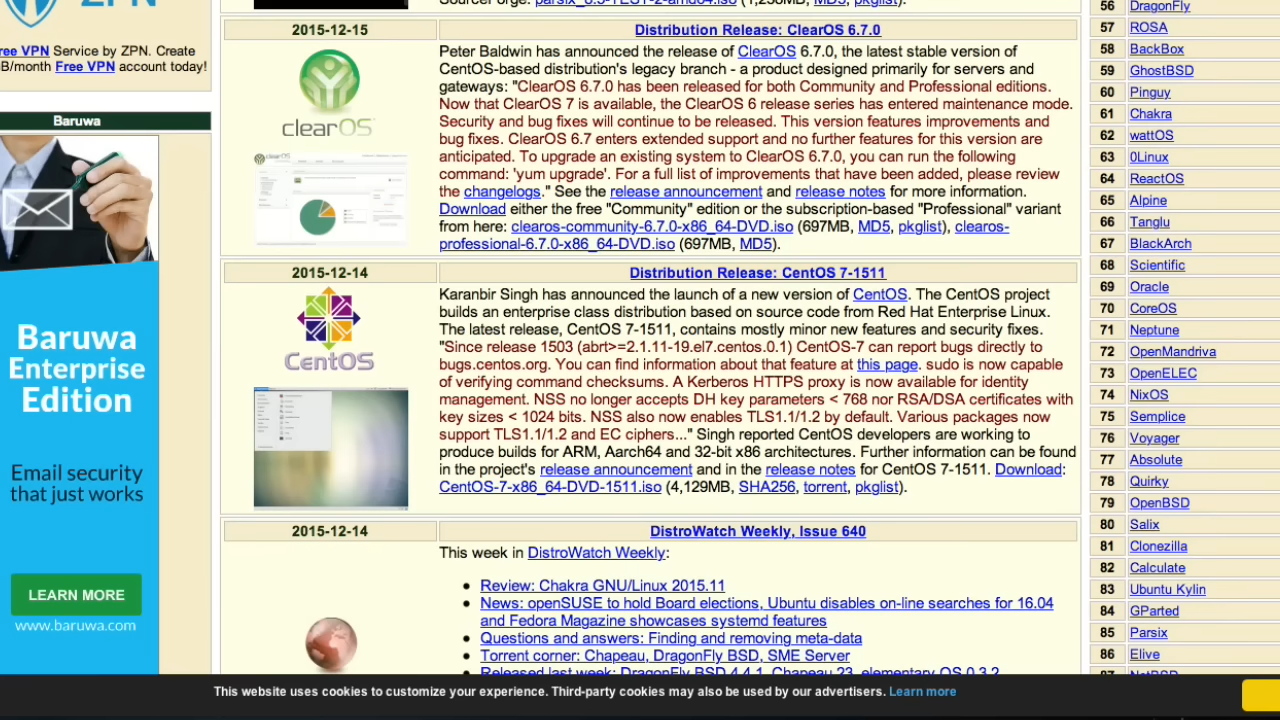 ZPN
ree VPN Service by ZPN. Create
B/month Free VPN account today!
Baruwa
Baruwa
Enterprise
Edition
Email security
that just works
LEARN MORE
www.baruwa.com
2015-12-15
Distribution Release: ClearOS 6.7.0
clearOS
Peter Baldwin has announced the release of ClearOS 6.7.0, the latest stable version of
CentOS-based distribution's legacy branch - a product designed primarily for servers and
gateways: "ClearOS 6.7.0 has been released for both Community and Professional editions.
Now that ClearOS 7 is available, the ClearOS 6 release series has entered maintenance mode.
Security and bug fixes will continue to be released. This version features improvements and
bug fixes. ClearOS 6.7 enters extended support and no further features for this version are
anticipated. To upgrade an existing system to ClearOS 6.7.0, you can run the following
command: 'yum upgrade'. For a full list of improvements that have been added, please review
the changelogs." See the release announcement and release notes for more information.
Download either the free "Community" edition or the subscription-based "Professional" variant
from here: clearos-community-6.7.0-x86_64-DVD.iso (697MB, MD5, pkglist), clearos-
professional-6.7.0-x86_64-DVD.iso (697MB, MD5).
2015-12-14
Distribution Release: CentOS 7-1511
CentOS
Karanbir Singh has announced the launch of a new version of CentOS. The CentOS project
builds an enterprise class distribution based on source code from Red Hat Enterprise Linux.
The latest release, CentOS 7-1511, contains mostly minor new features and security fixes.
"Since release 1503 (abrt>=2.1.11-19.el7.centos.0.1) CentOS-7 can report bugs directly to
bugs.centos.org. You can find information about that feature at this page. sudo is now capable
of verifying command checksums. A Kerberos HTTPS proxy is now available for identity
management. NSS no longer accepts DH key parameters < 768 nor RSA/DSA certificates with
key sizes < 1024 bits. NSS also now enables TLS1.1/1.2 by default. Various packages now
support TLS1.1/1.2 and EC ciphers..." Singh reported CentOS developers are working to
produce builds for ARM, Aarch64 and 32-bit x86 architectures. Further information can be found
in the project's release announcement and in the release notes for CentOS 7-1511. Download:
CentOS-7-x86_64-DVD-1511.iso (4,129MB, SHA256, torrent, pkglist).
2015-12-14
DistroWatch Weekly, Issue 640
This week in DistroWatch Weekly:
• Review: Chakra GNU/Linux 2015.11
• News: openSUSE to hold Board elections, Ubuntu disables on-line searches for 16.04
and Fedora Magazine showcases systemd features
• Questions and answers: Finding and removing meta-data
• Torrent corner: Chapeau, DragonFly BSD, SME Server
• Released last week: DragonFly BSD 4.4.1, Chapeau 23, elementary OS 0.3.2
56 DragonFly
57 ROSA
58 BackBox
59 GhostBSD
60 Pinguy
61 Chakra
62 wattOS
63 0Linux
64 ReactOS
65 Alpine
66 Tanglu
67 BlackArch
68 Scientific
69 Oracle
70 CoreOS
71 Neptune
72 OpenMandriva
73 OpenELEC
74 NixOS
75 Semplice
76 Voyager
77 Absolute
78 Quirky
79 OpenBSD
80 Salix
81 Clonezilla
82 Calculate
83 Ubuntu Kylin
84 GParted
85 Parsix
86 Elive
This website uses cookies to customize your experience. Third-party cookies may also be used by our advertisers. Learn more